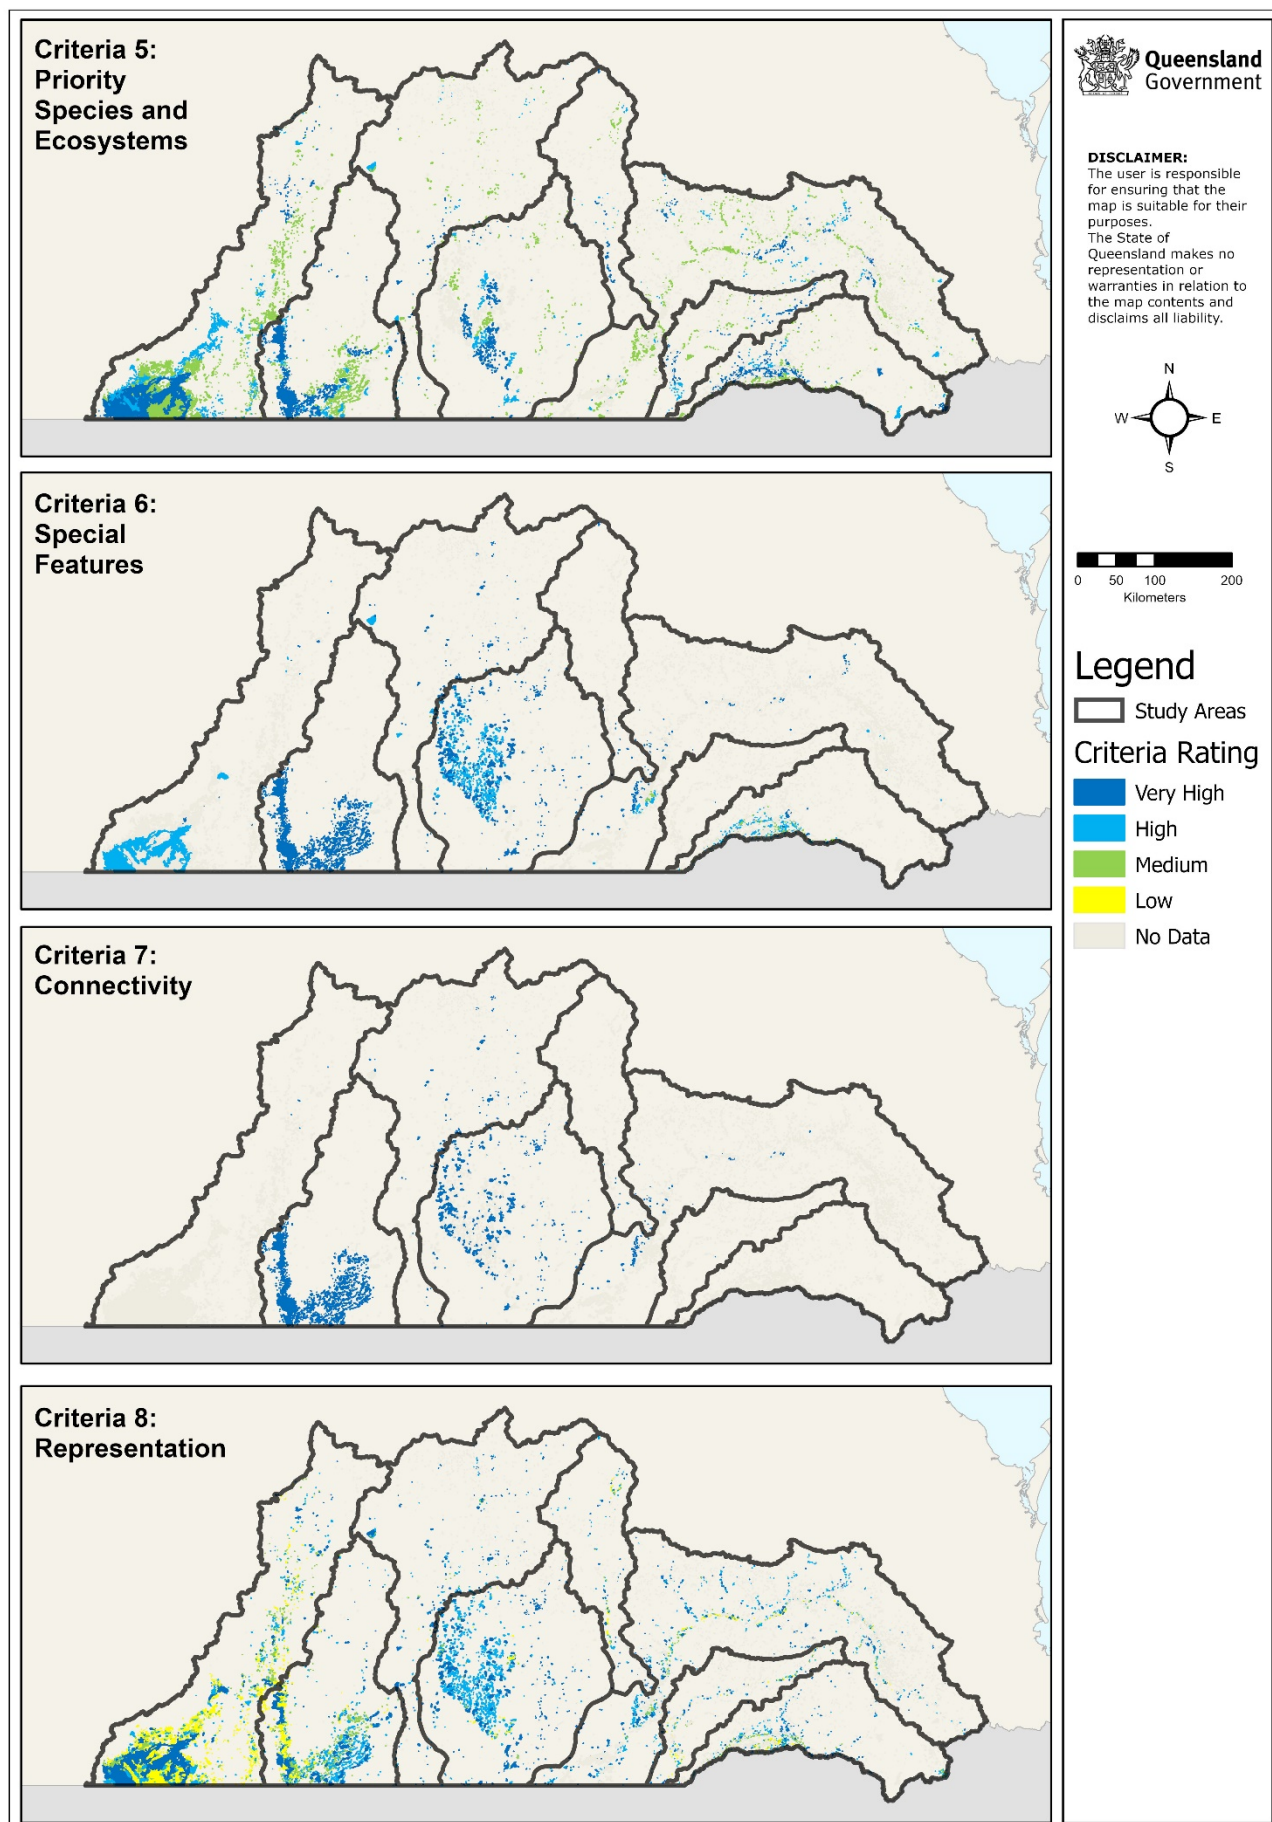 Criteria 5:
Priority
Species and
Ecosystems
Criteria 6:
Special
Features
Criteria 7:
Connectivity
Criteria 8:
Representation
Queensland
Government
DISCLAIMER:
The user is responsible
for ensuring that the
map is suitable for their
purposes.
The State of
Queensland makes no
representation or
warranties in relation to
the map contents and
disclaims all liability.
N
W E
S
0 50 100 200
Kilometers
Legend
Study Areas
Criteria Rating
Very High
High
Medium
Low
No Data